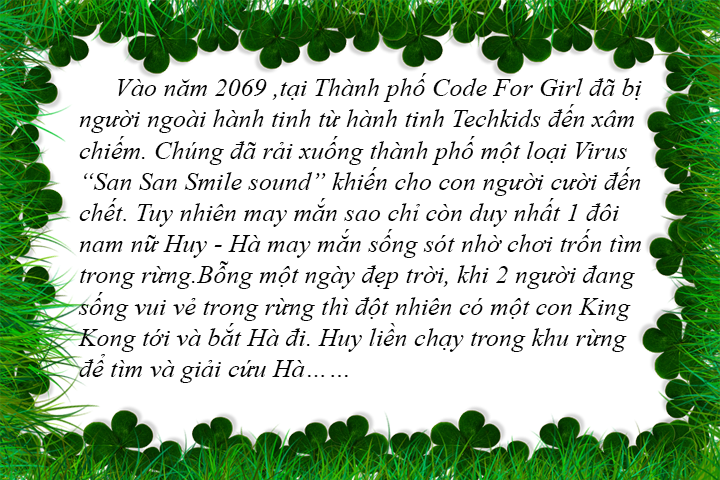 Vào năm 2069 ,tại Thành phố Code For Girl đã bị
người ngoài hành tinh từ hành tinh Techkids đến xâm
chiếm. Chúng đã rải xuống thành phố một loại Virus
“San San Smile sound” khiến cho con người cười đến
chết. Tuy nhiên may mắn sao chỉ còn duy nhất 1 đôi
nam nữ Huy - Hà may mắn sống sót nhờ chơi trốn tìm
trong rừng.Bỗng một ngày đẹp trời, khi 2 người đang
sống vui vẻ trong rừng thì đột nhiên có một con King
Kong tới và bắt Hà đi. Huy liền chạy trong khu rừng
để tìm và giải cứu Hà……